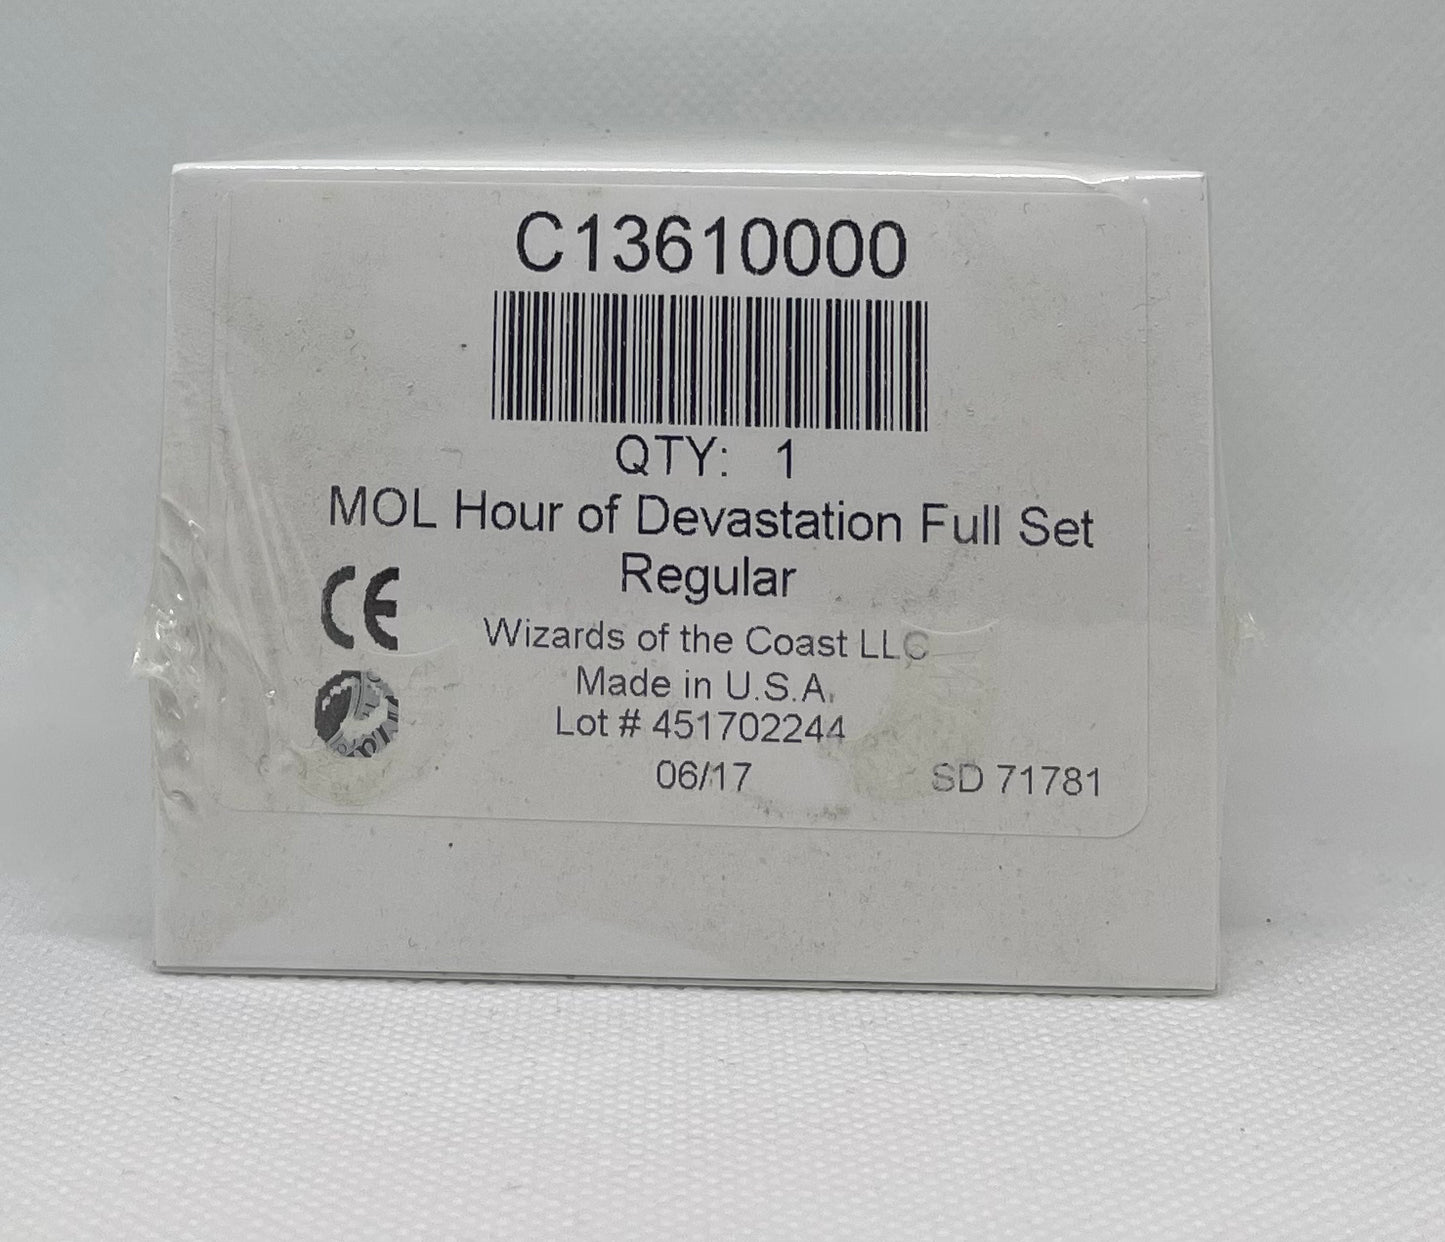 C13610000
QTY: 1
MOL Hour of Devastation Full Set
Regular
CE
Wizards of the Coast LLC
Made in U.S.A.
Lot # 451702244
06/17
SD 71781